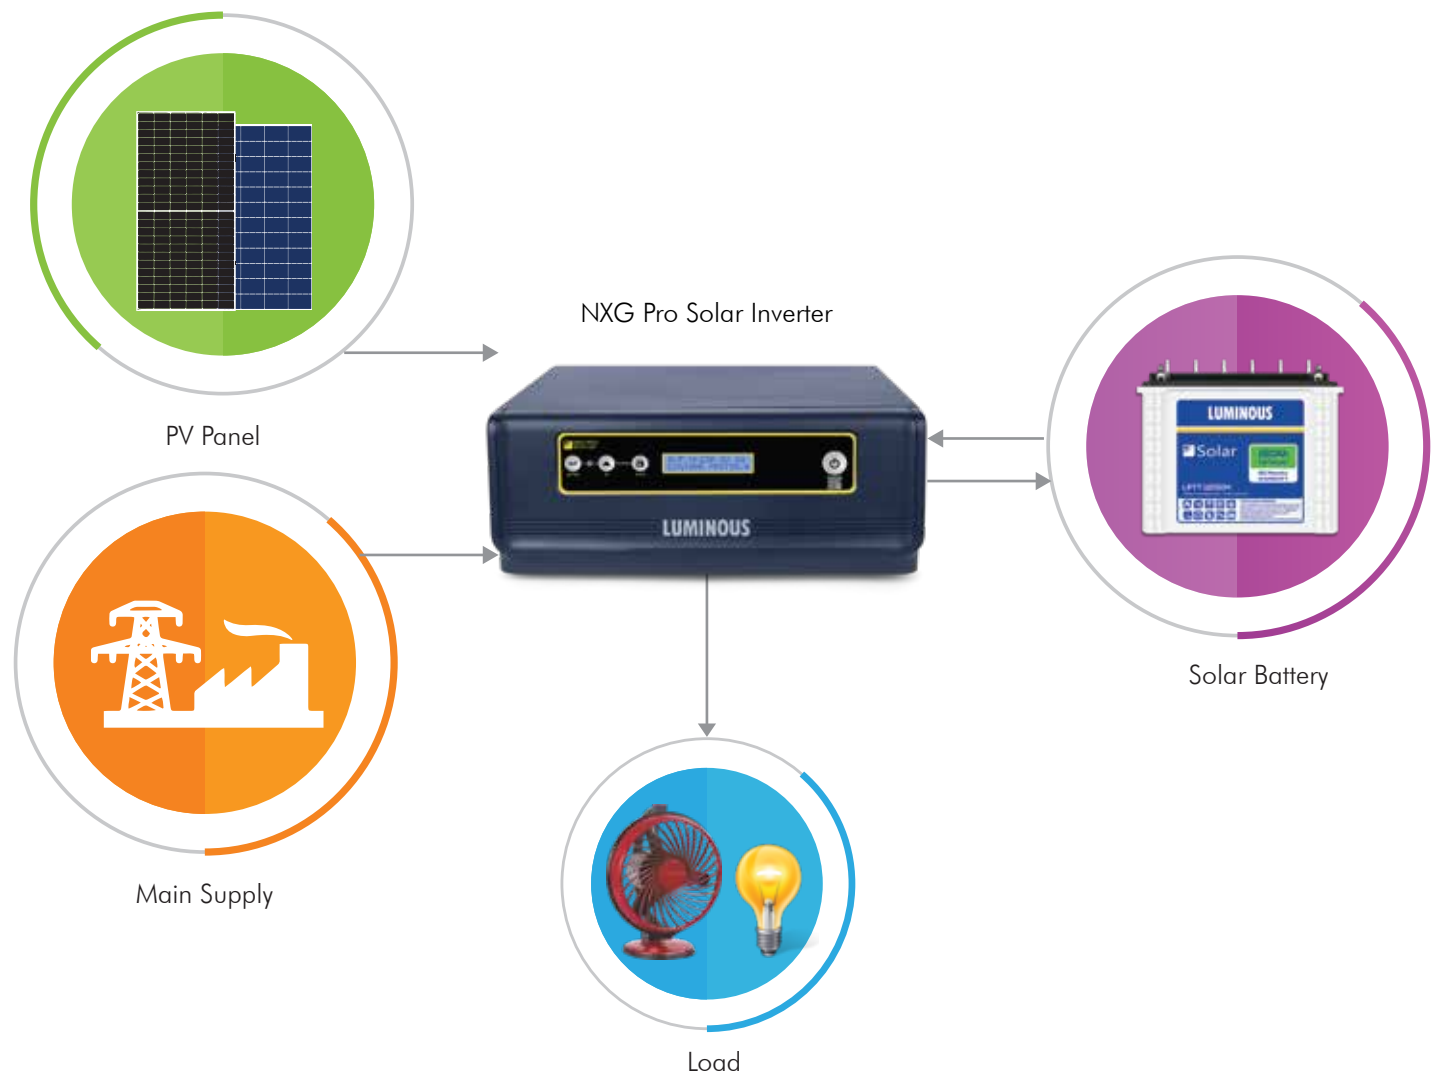 NXG Pro Solar Inverter
PV Panel
LUMINOUS
LUMINOUS
Solar
Solar Battery
Main Supply
Load